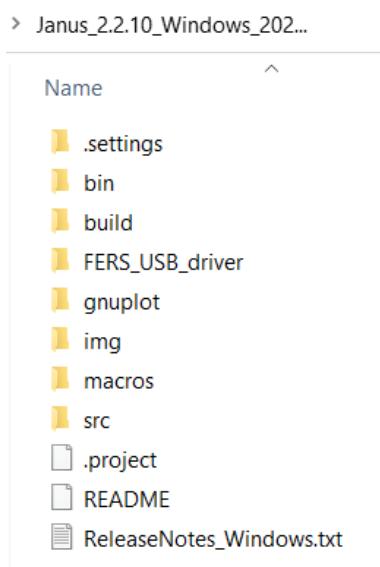 Janus_2.2.10_Windows_202...
Name
.settings
bin
build
FERS_USB_driver
gnuplot
img
macros
src
.project
README
ReleaseNotes_Windows.txt